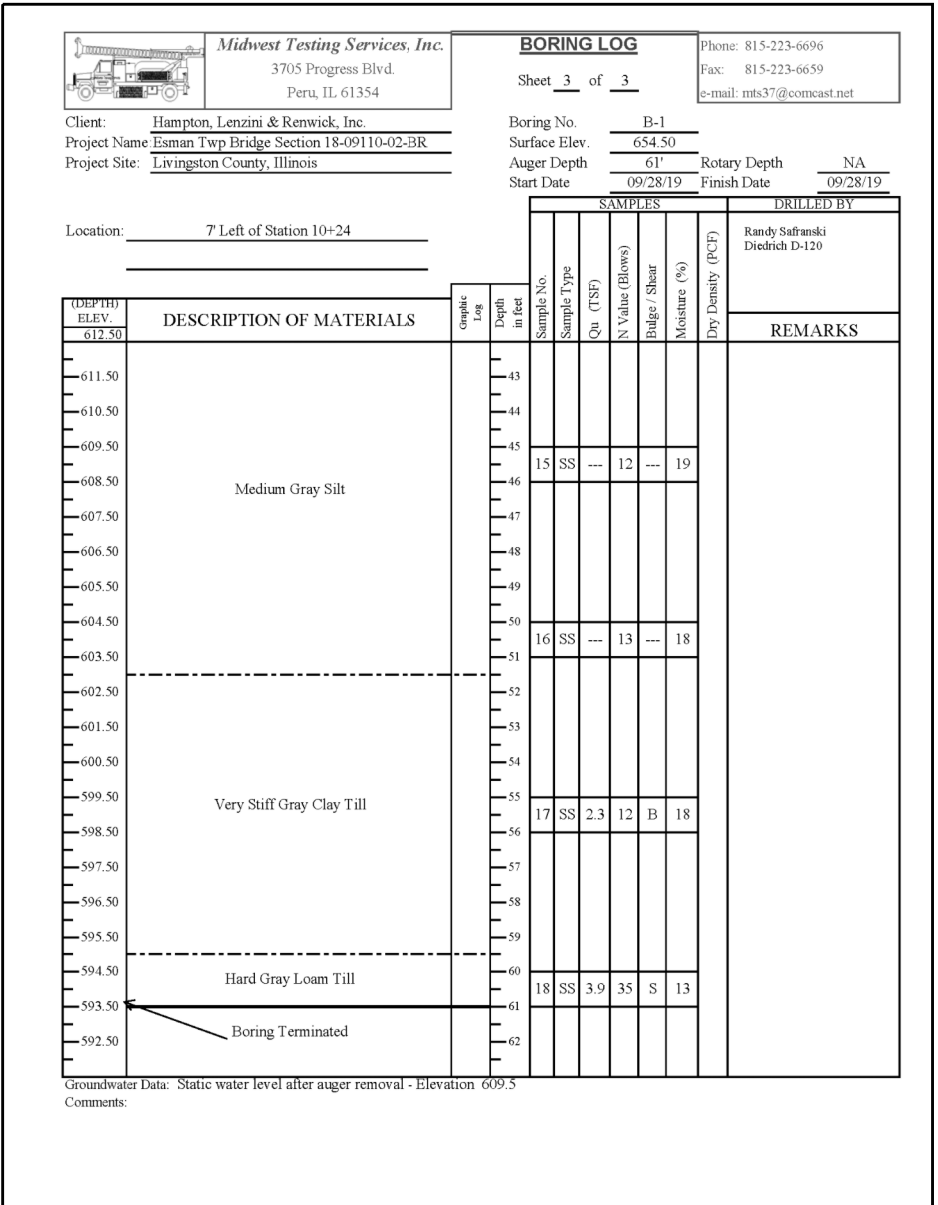 Midwest Testing Services, Inc.
3705 Progress Blvd.
Peru, IL 61354
BORING LOG
Sheet 3 of 3
Phone: 815-223-6696
Fax: 815-223-6659
e-mail: mts37@comcast.net
Client: Hampton, Lenzini & Renwick, Inc.
Project Name: Esman Twp Bridge Section 18-09110-02-BR
Project Site: Livingston County, Illinois
Boring No. B-1
Surface Elev. 654.50
Auger Depth 61' Rotary Depth NA
Start Date 09/28/19 Finish Date 09/28/19
Location: 7' Left of Station 10+24
SAMPLES
DRILLED BY
Randy Safranski
Diedrich D-120
(DEPTH)
ELEV.
612.50
DESCRIPTION OF MATERIALS
Graphic
Log
Depth
in feet
Sample No.
Sample Type
Qu (TSF)
N Value (Blows)
Bulge / Shear
Moisture (%)
Dry Density (PCF)
REMARKS
611.50 43
610.50 44
609.50 45
15 SS --- 12 --- 19
608.50 46
Medium Gray Silt
607.50 47
606.50 48
605.50 49
604.50 50
16 SS --- 13 --- 18
603.50 51
602.50 52
601.50 53
600.50 54
599.50 55
Very Stiff Gray Clay Till
17 SS 2.3 12 B 18
598.50 56
597.50 57
596.50 58
595.50 59
594.50 60
Hard Gray Loam Till
18 SS 3.9 35 S 13
593.50 61
Boring Terminated
592.50 62
Groundwater Data: Static water level after auger removal - Elevation 609.5
Comments: